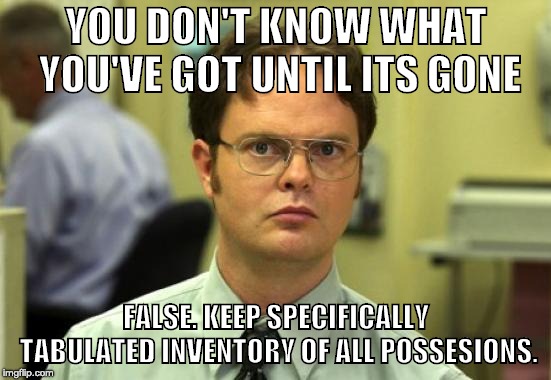 YOU DON'T KNOW WHAT
YOU'VE GOT UNTIL ITS GONE
FALSE. KEEP SPECIFICALLY
TABULATED INVENTORY OF ALL POSSESIONS.
imgflip.com